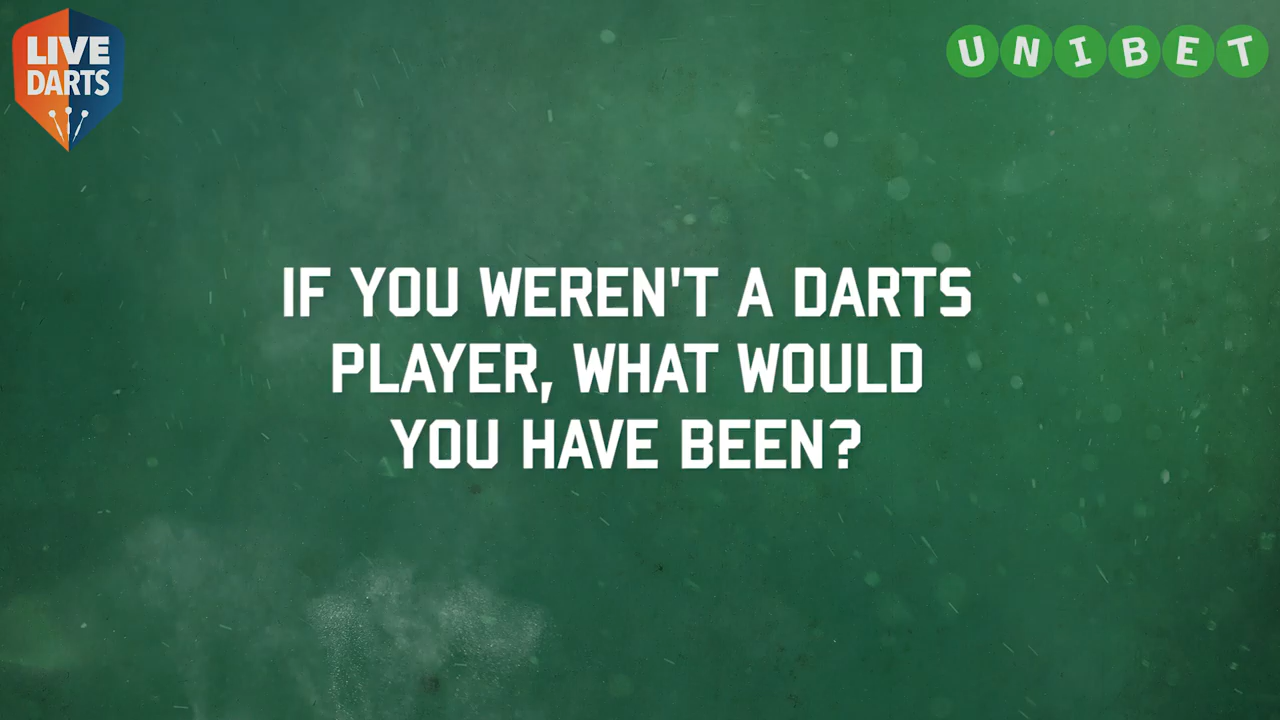 LIVE
DARTS
UNIBET
IF YOU WEREN'T A DARTS
PLAYER, WHAT WOULD
YOU HAVE BEEN?